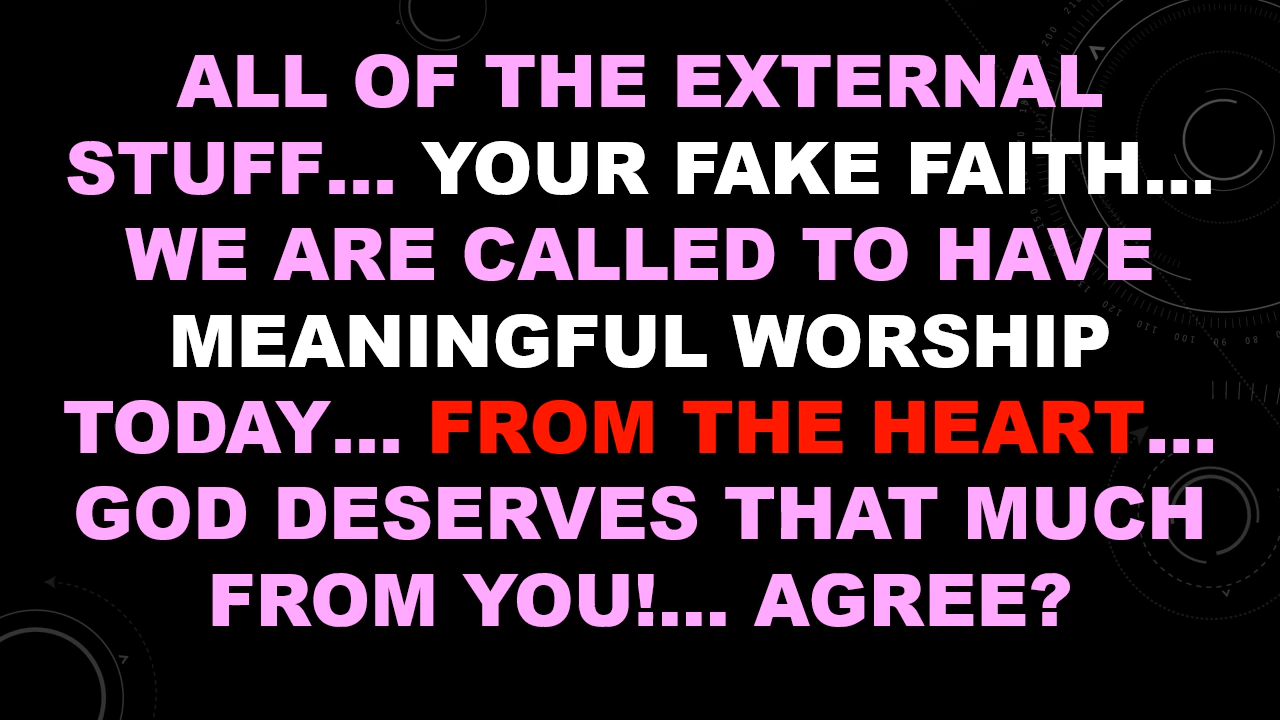 ALL OF THE EXTERNAL
STUFF... YOUR FAKE FAITH...
WE ARE CALLED TO HAVE
MEANINGFUL WORSHIP
TODAY... FROM THE HEART...
GOD DESERVES THAT MUCH
FROM YOU!... AGREE?